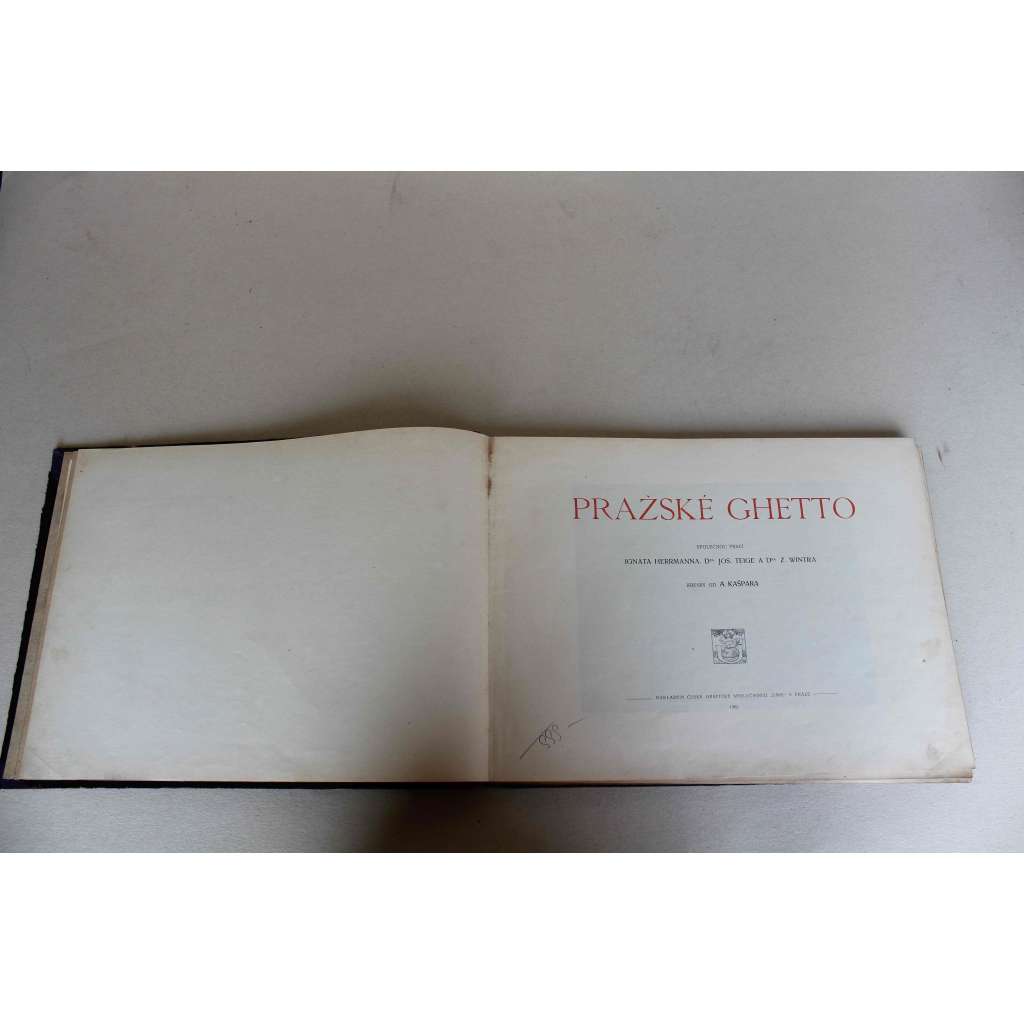 PRAŽSKÉ GHETTO
SPOLEČNOU PRACÍ
IGNÁTA HERRMANNA, Dra JOS. TEIGE A Dra Z. WINTRA
KRESBY OD A. KAŠPARA
NÁKLADEM ČESKÉ GRAFICKÉ SPOLEČNOSTI „UNIE“ V PRAZE
1902